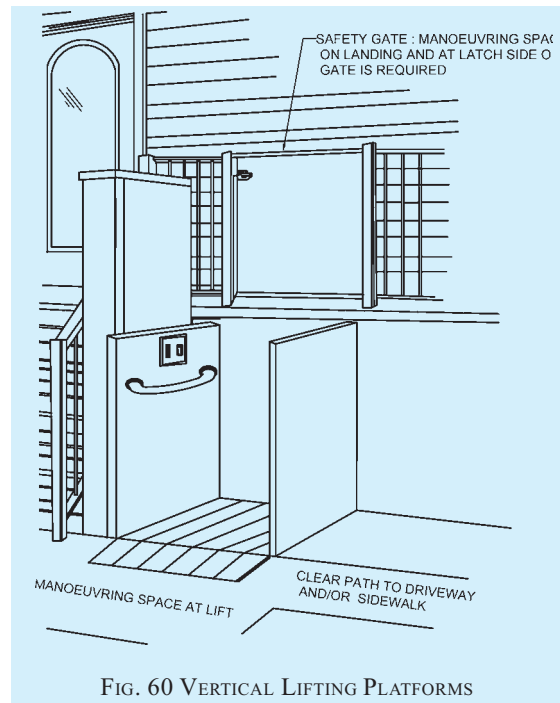 SAFETY GATE : MANOEUVRING SPAC
ON LANDING AND AT LATCH SIDE O
GATE IS REQUIRED
MANOEUVRING SPACE AT LIFT
CLEAR PATH TO DRIVEWAY
AND/OR SIDEWALK
FIG. 60 VERTICAL LIFTING PLATFORMS